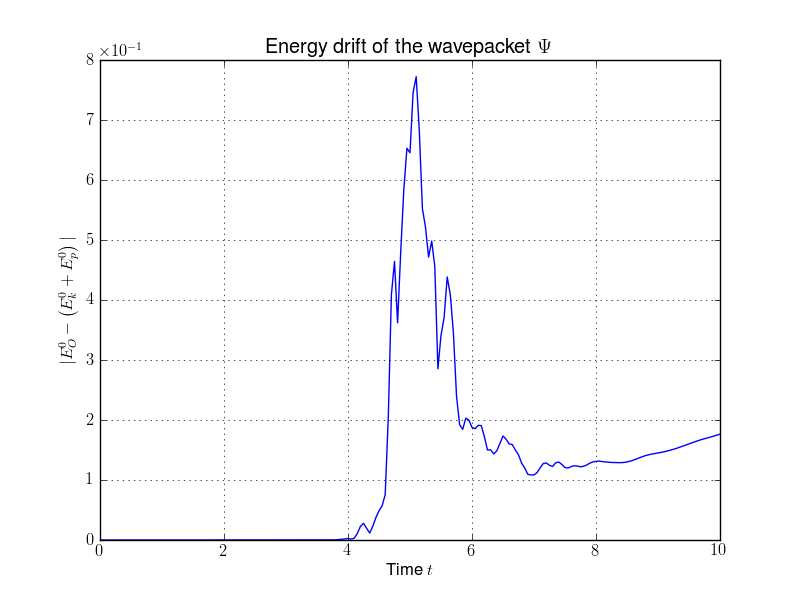 Energy drift of the wavepacket Ψ
×10⁻¹
8
7
6
5
4
3
2
1
0
0 2 4 6 8 10
Time t
|E_O^0 − (E_k^0 + E_p^0)|